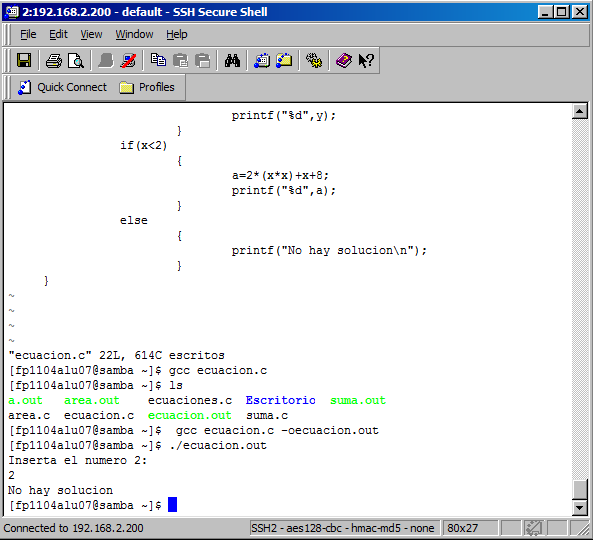 2:192.168.2.200 - default - SSH Secure Shell
File Edit View Window Help
Quick Connect Profiles
printf("%d",y);
}
if(x<2)
{
a=2*(x*x)+x+8;
printf("%d",a);
}
else
{
printf("No hay solucion\n");
}
}
~
~
~
~
"ecuacion.c" 22L, 614C escritos
[fp1104alu07@samba ~]$ gcc ecuacion.c
[fp1104alu07@samba ~]$ ls
a.out area.out ecuaciones.c Escritorio suma.out
area.c ecuacion.c ecuacion.out suma.c
[fp1104alu07@samba ~]$ gcc ecuacion.c -oecuacion.out
[fp1104alu07@samba ~]$ ./ecuacion.out
Inserta el numero 2:
2
No hay solucion
[fp1104alu07@samba ~]$
Connected to 192.168.2.200 SSH2 - aes128-cbc - hmac-md5 - none 80x27